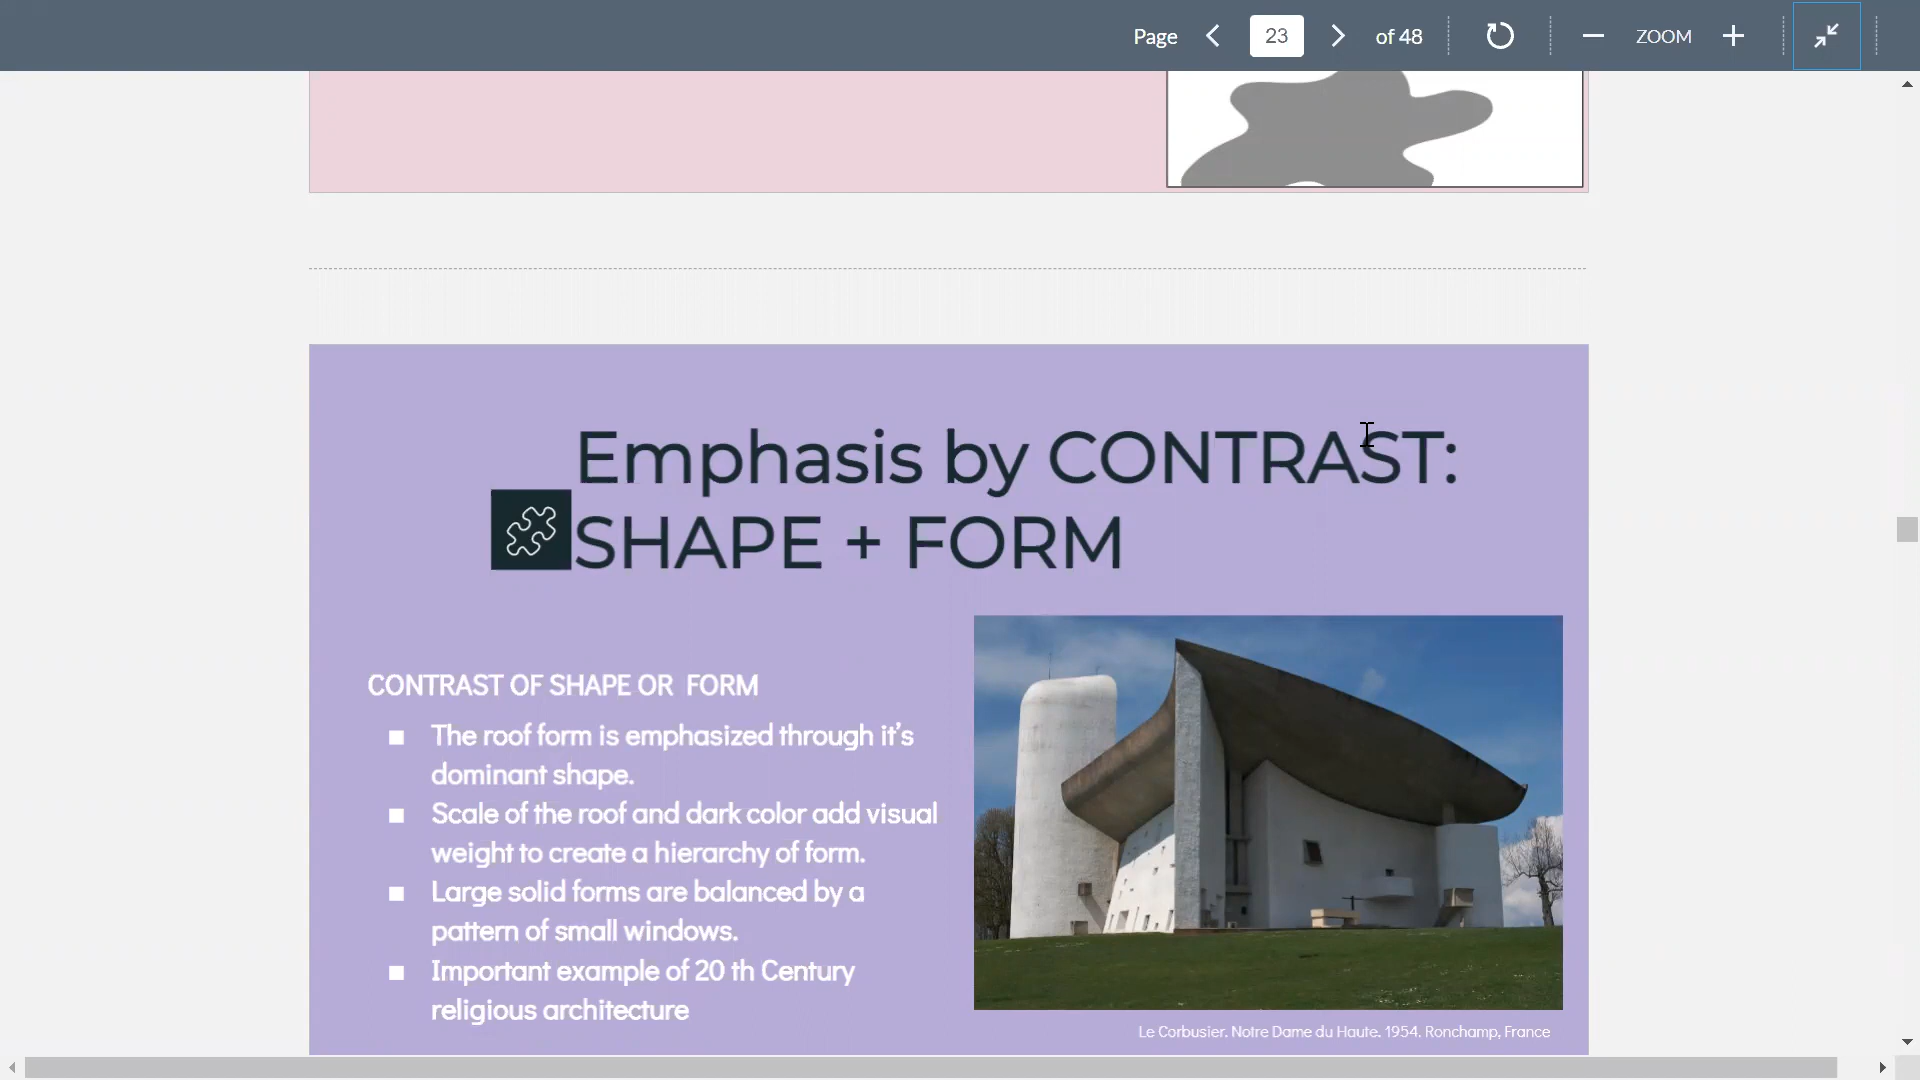 Page 23 of 48 ZOOM
Emphasis by CONTRAST:
SHAPE + FORM
CONTRAST OF SHAPE OR FORM
The roof form is emphasized through it's
dominant shape.
Scale of the roof and dark color add visual
weight to create a hierarchy of form.
Large solid forms are balanced by a
pattern of small windows.
Important example of 20 th Century
religious architecture
Le Corbusier. Notre Dame du Haute. 1954. Ronchamp, France